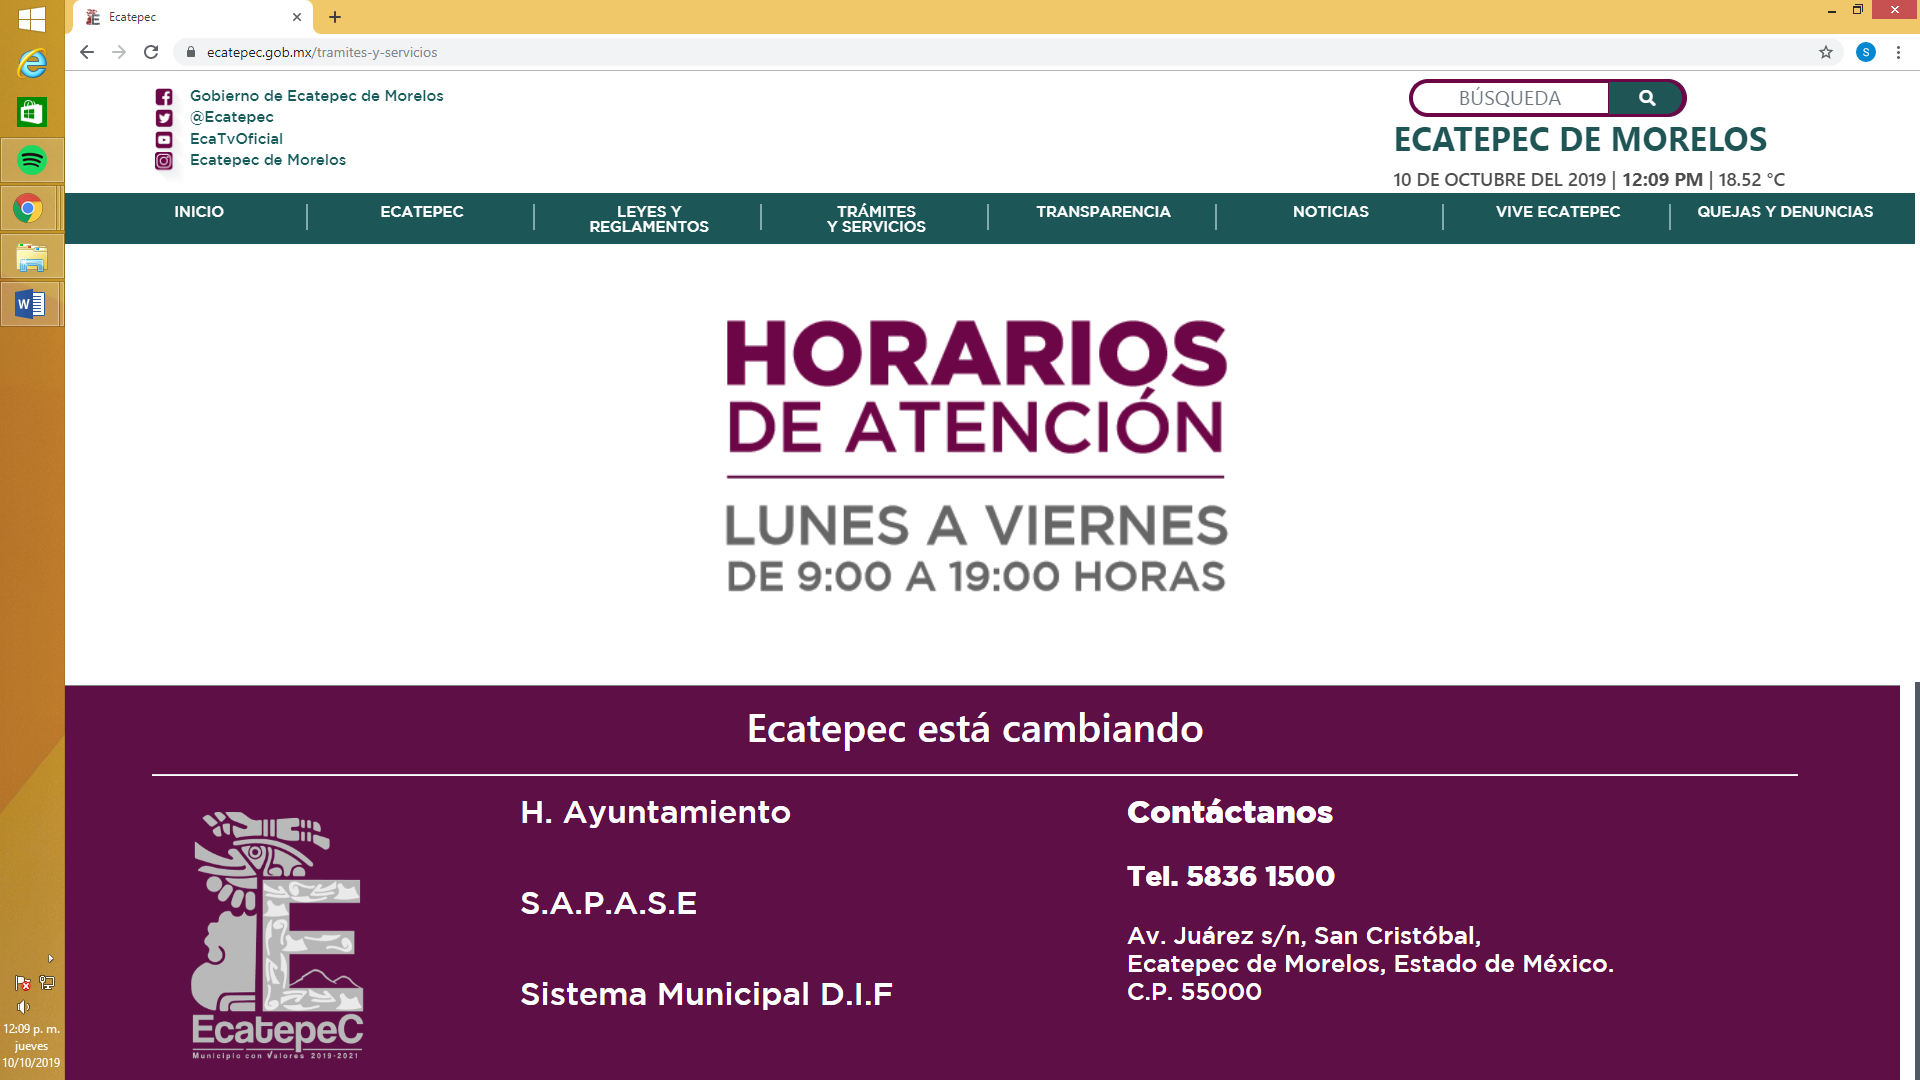 Ecatepec
ecatepec.gob.mx/tramites-y-servicios
S
Gobierno de Ecatepec de Morelos
@Ecatepec
EcaTvOficial
Ecatepec de Morelos
BÚSQUEDA
ECATEPEC DE MORELOS
10 DE OCTUBRE DEL 2019 | 12:09 PM | 18.52 °C
INICIO
ECATEPEC
LEYES Y
REGLAMENTOS
TRÁMITES
Y SERVICIOS
TRANSPARENCIA
NOTICIAS
VIVE ECATEPEC
QUEJAS Y DENUNCIAS
HORARIOS
DE ATENCIÓN
LUNES A VIERNES
DE 9:00 A 19:00 HORAS
Ecatepec está cambiando
EcatepeC
Municipio con Valores 2019-2021
H. Ayuntamiento
S.A.P.A.S.E
Sistema Municipal D.I.F
Contáctanos
Tel. 5836 1500
Av. Juárez s/n, San Cristóbal,
Ecatepec de Morelos, Estado de México.
C.P. 55000
12:09 p. m.
jueves
10/10/2019